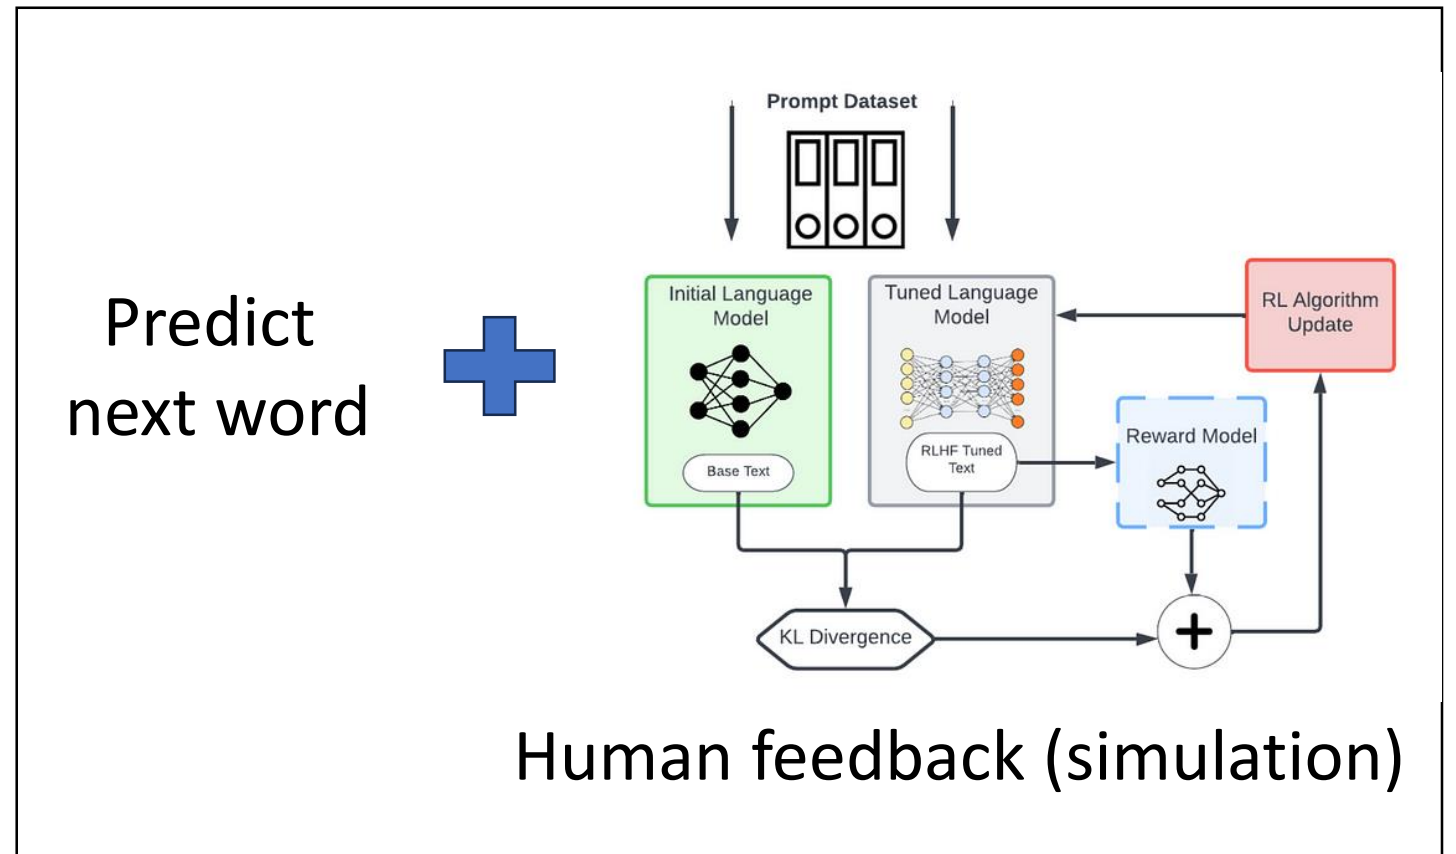 Predict
next word
Prompt Dataset
Initial Language
Model
Base Text
Tuned Language
Model
RLHF Tuned
Text
RL Algorithm
Update
Reward Model
KL Divergence
+
Human feedback (simulation)